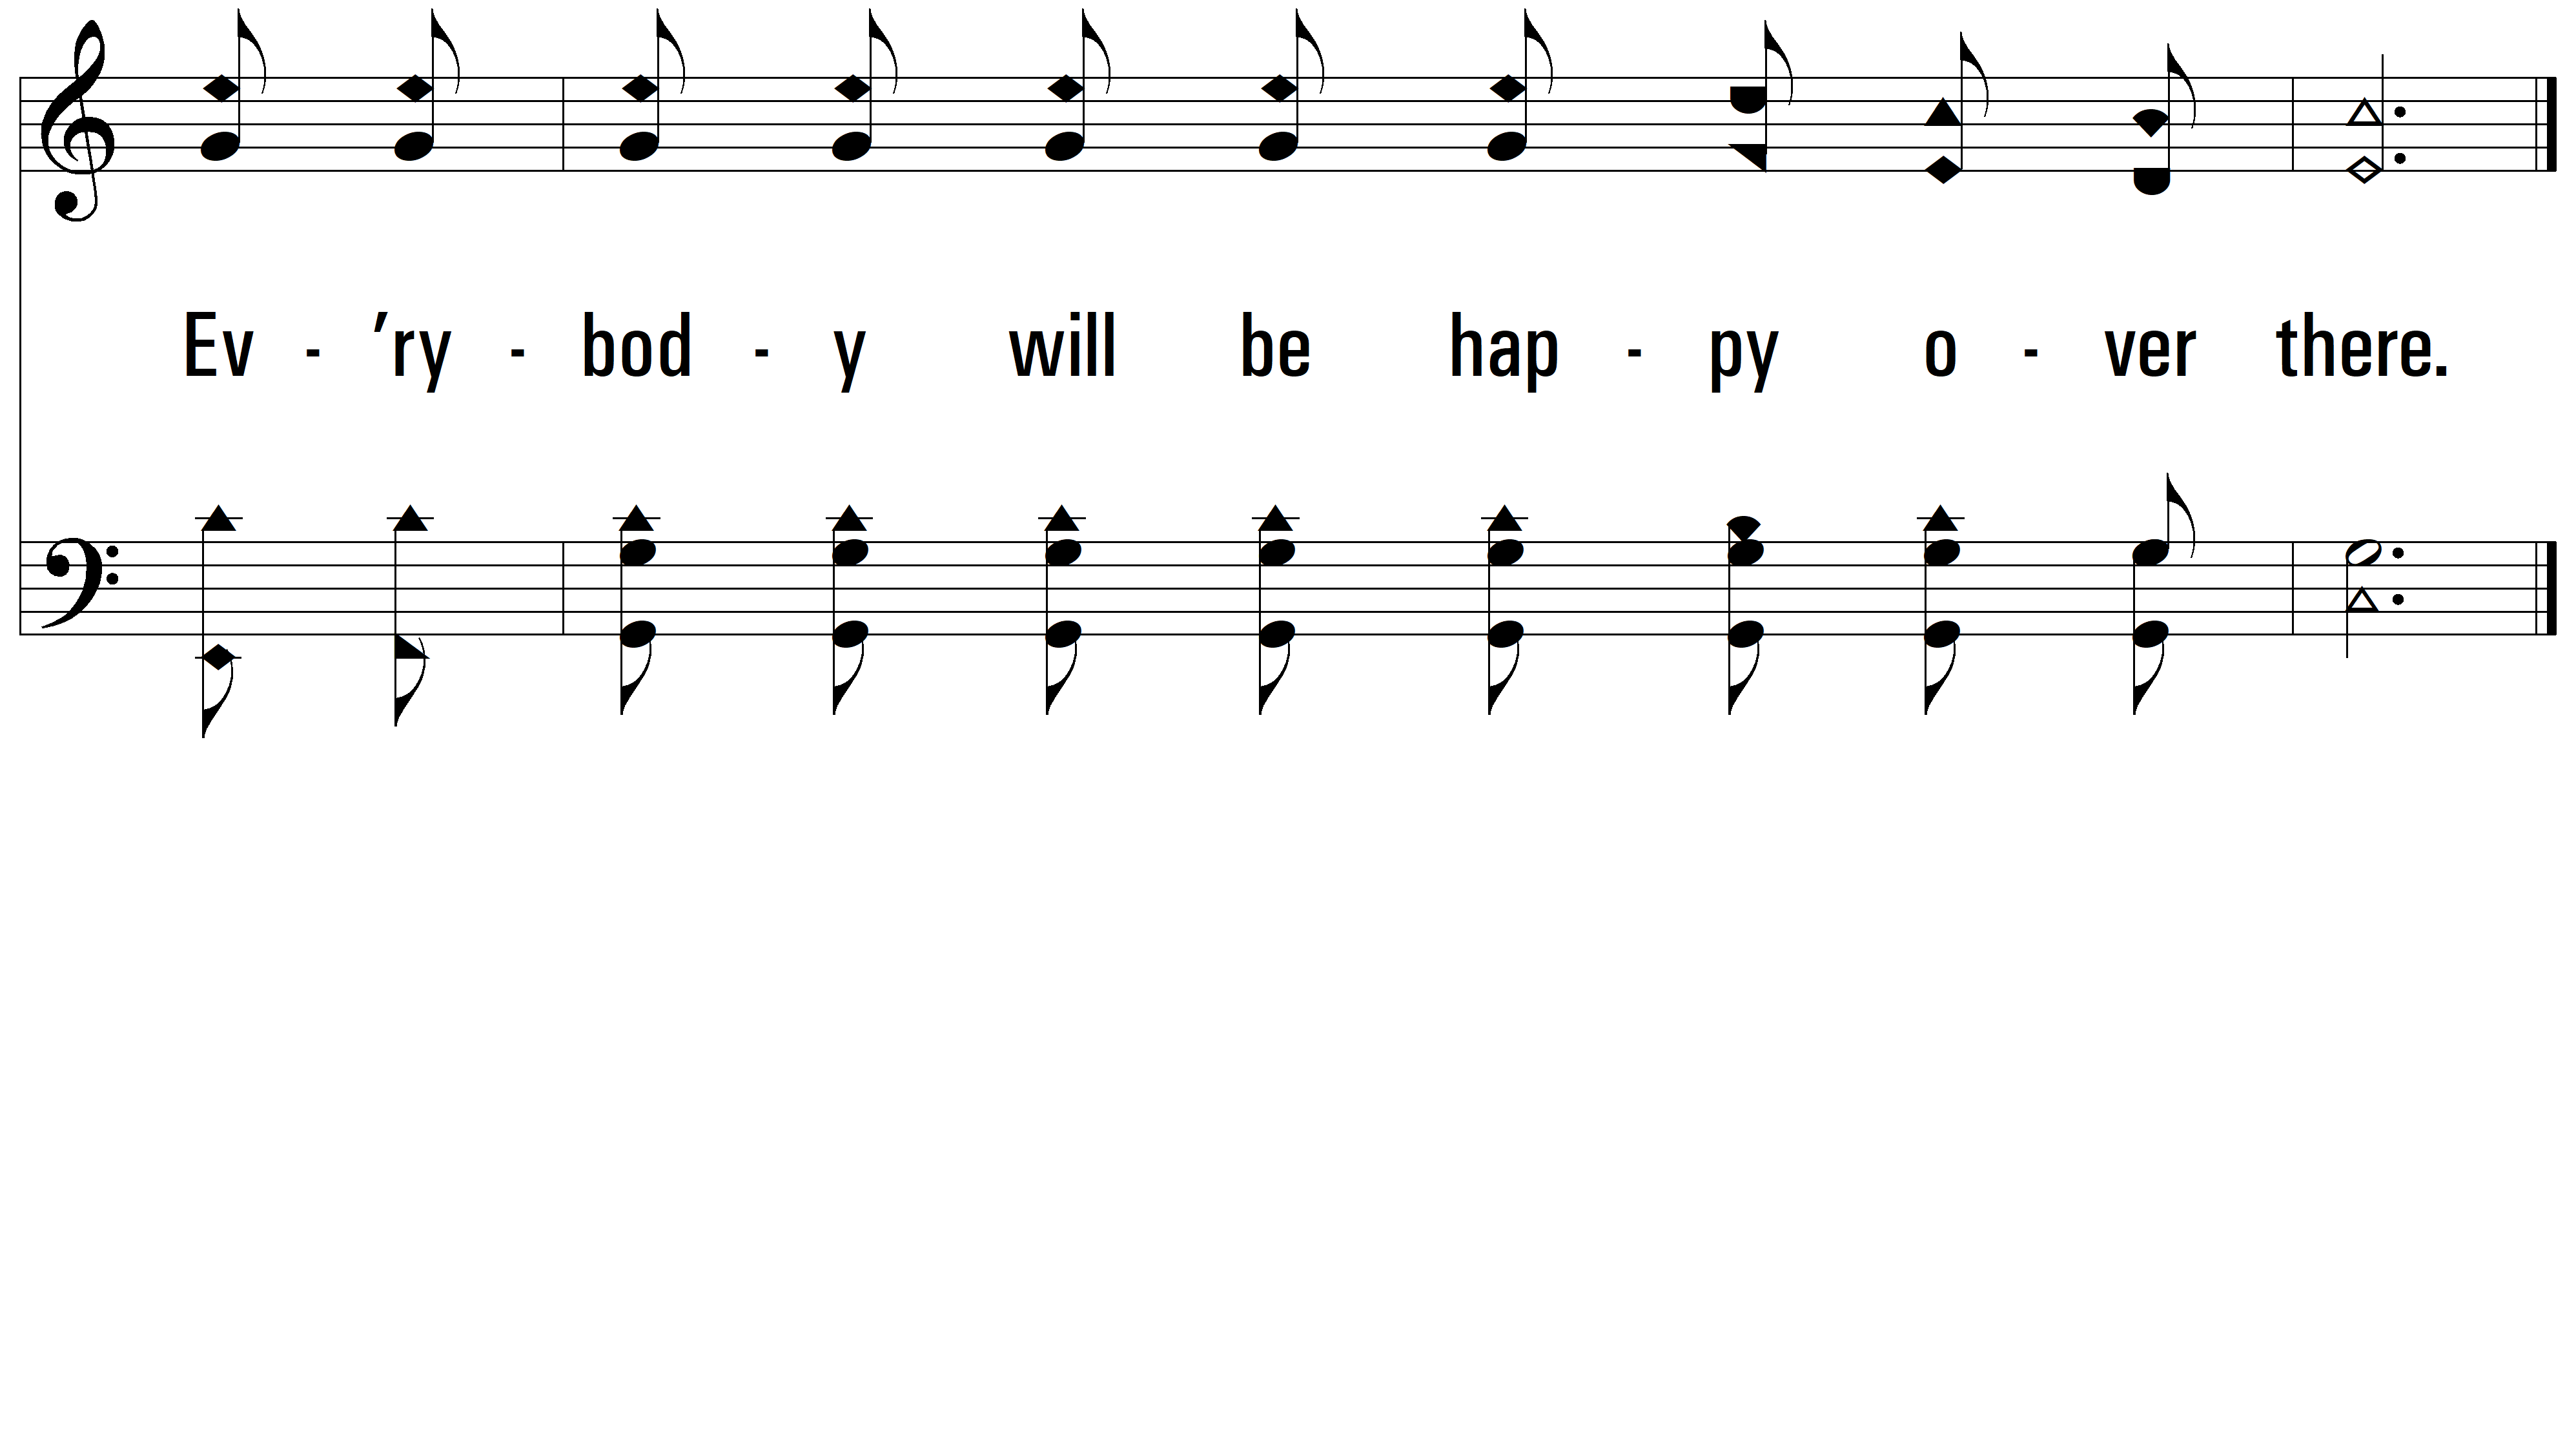 Ev - ’ry - bod - y will be hap - py o - ver there.